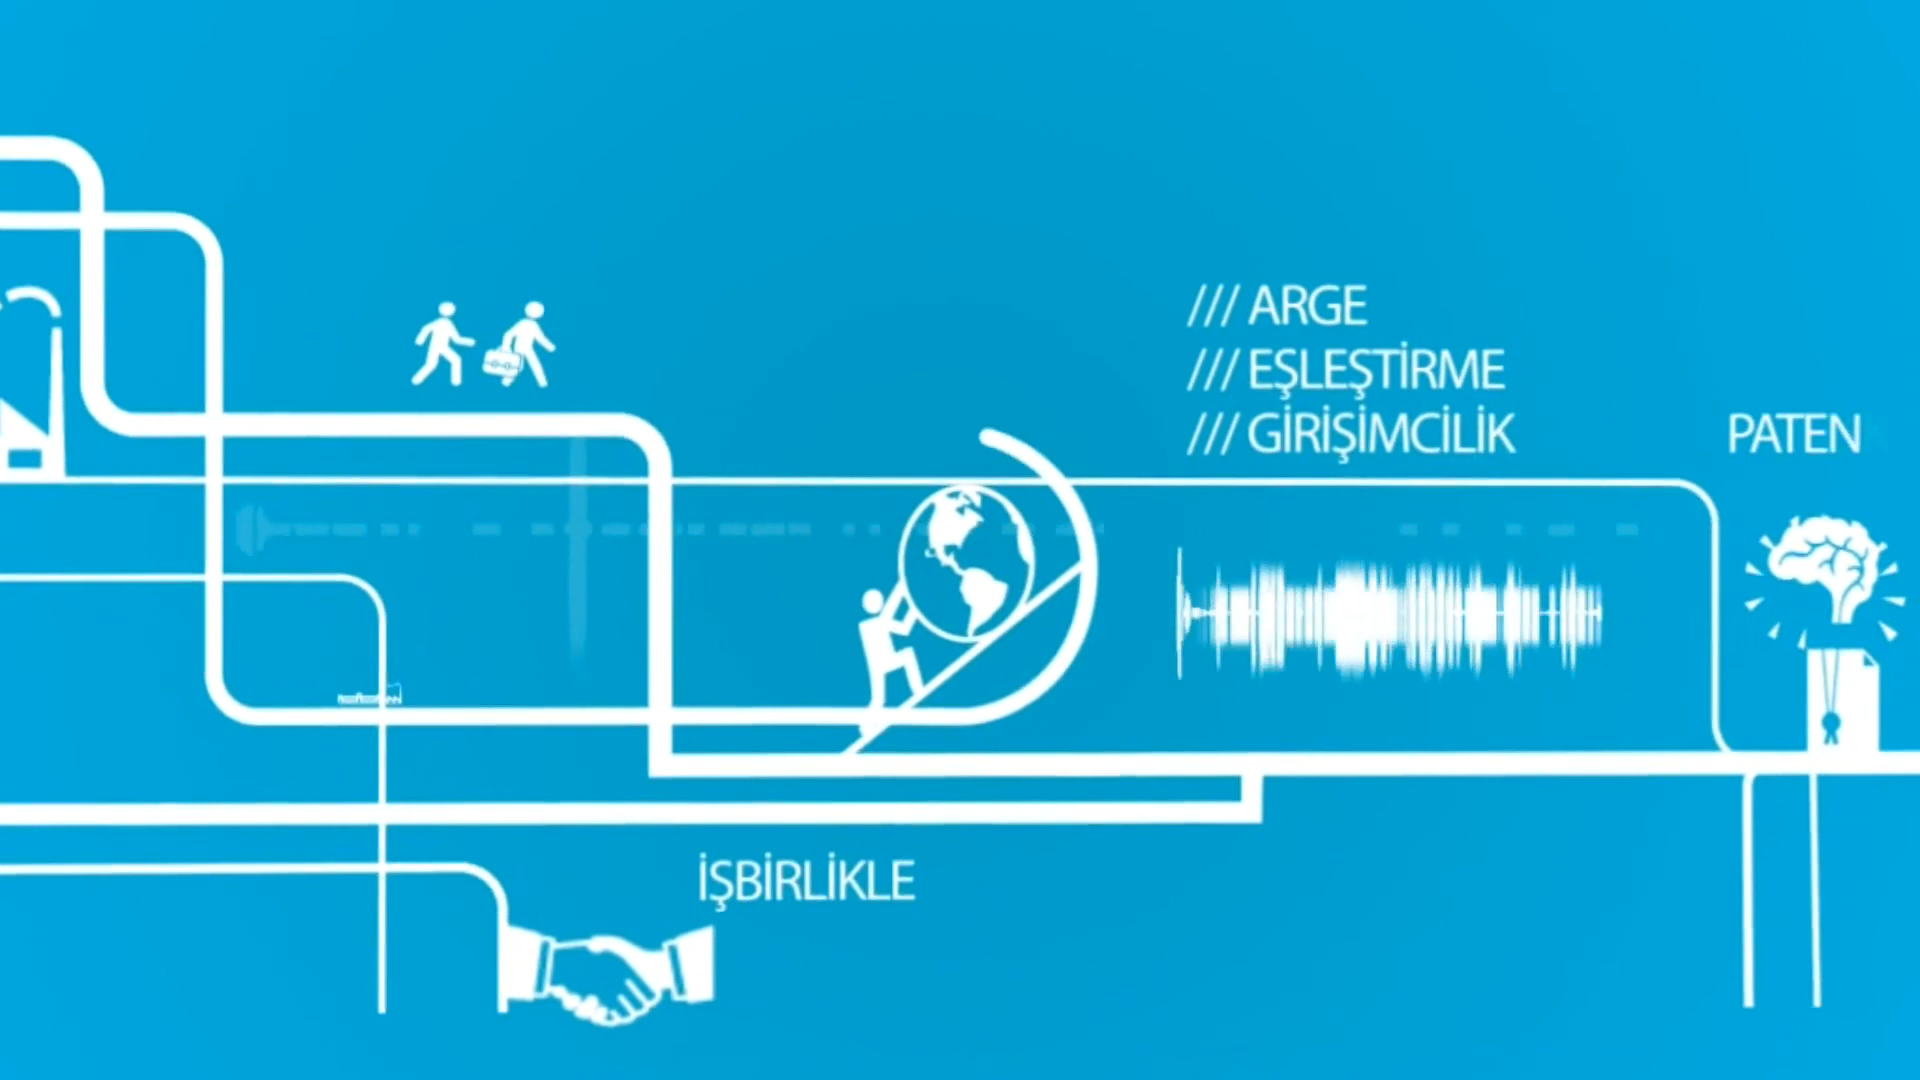 /// ARGE
/// EŞLEŞTİRME
/// GİRİŞİMCİLİK
PATEN
İŞBİRLİKLE